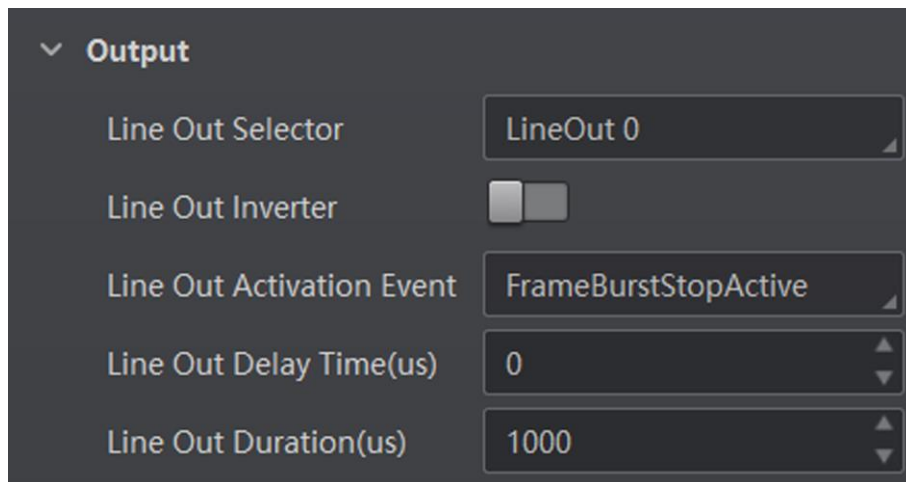 Output
Line Out Selector LineOut 0
Line Out Inverter
Line Out Activation Event FrameBurstStopActive
Line Out Delay Time(us) 0
Line Out Duration(us) 1000